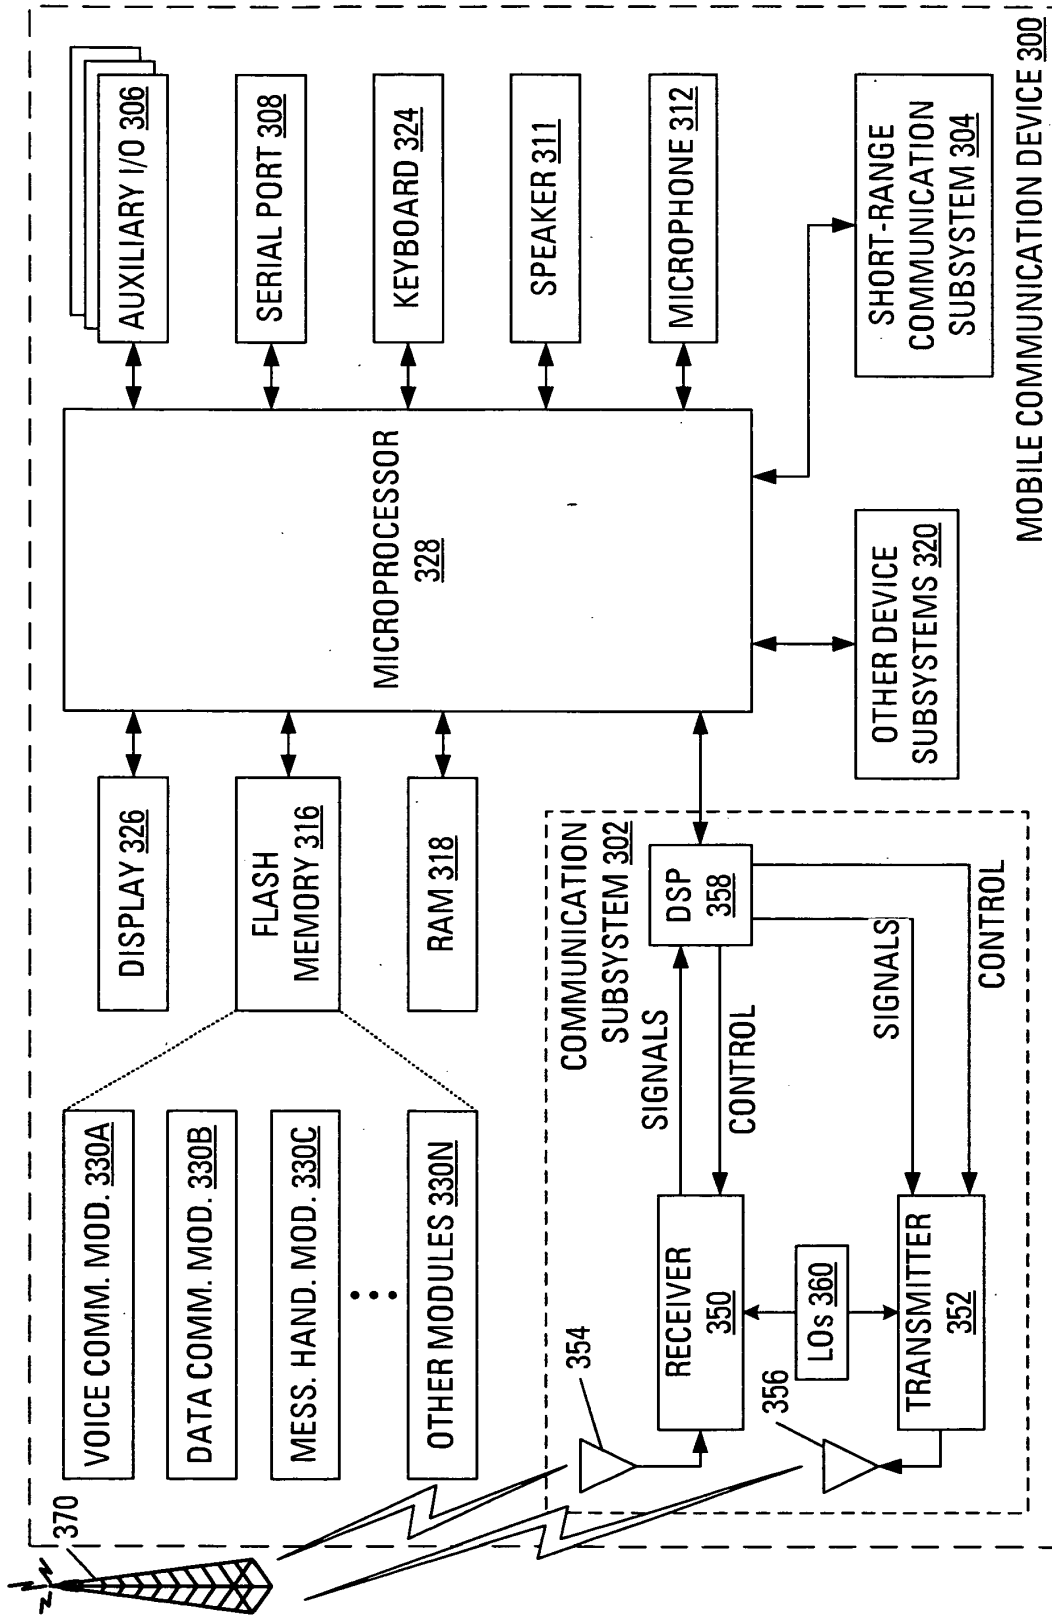 370
VOICE COMM. MOD. 330A
DATA COMM. MOD. 330B
MESS. HAND. MOD. 330C
OTHER MODULES 330N
DISPLAY 326
FLASH
MEMORY 316
RAM 318
MICROPROCESSOR
328
AUXILIARY I/O 306
SERIAL PORT 308
KEYBOARD 324
SPEAKER 311
MICROPHONE 312
COMMUNICATION
SUBSYSTEM 302
354
RECEIVER
350
SIGNALS
CONTROL
DSP
358
LOs 360
356
TRANSMITTER
352
SIGNALS
CONTROL
OTHER DEVICE
SUBSYSTEMS 320
SHORT-RANGE
COMMUNICATION
SUBSYSTEM 304
MOBILE COMMUNICATION DEVICE 300